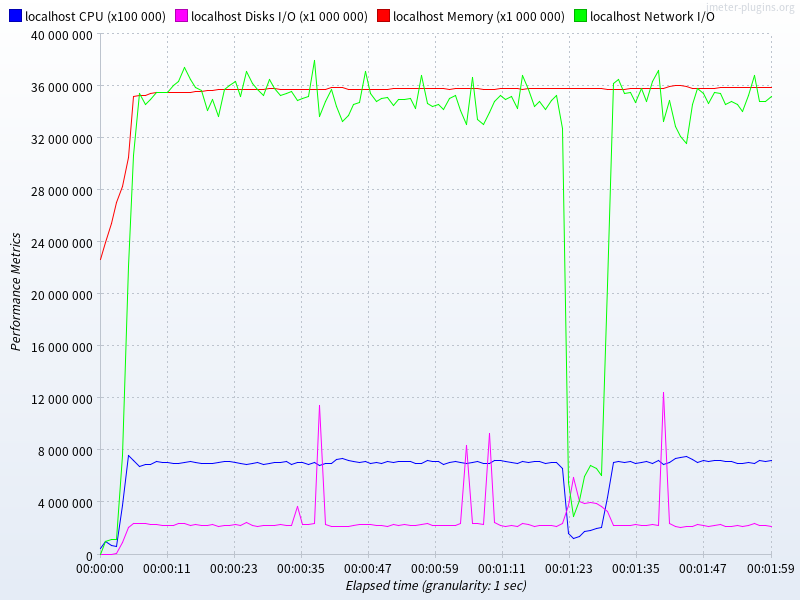 jmeter-plugins.org
localhost CPU (x100 000) localhost Disks I/O (x1 000 000) localhost Memory (x1 000 000) localhost Network I/O
40 000 000
36 000 000
32 000 000
28 000 000
24 000 000
20 000 000
16 000 000
12 000 000
8 000 000
4 000 000
0
Performance Metrics
00:00:00 00:00:11 00:00:23 00:00:35 00:00:47 00:00:59 00:01:11 00:01:23 00:01:35 00:01:47 00:01:59
Elapsed time (granularity: 1 sec)